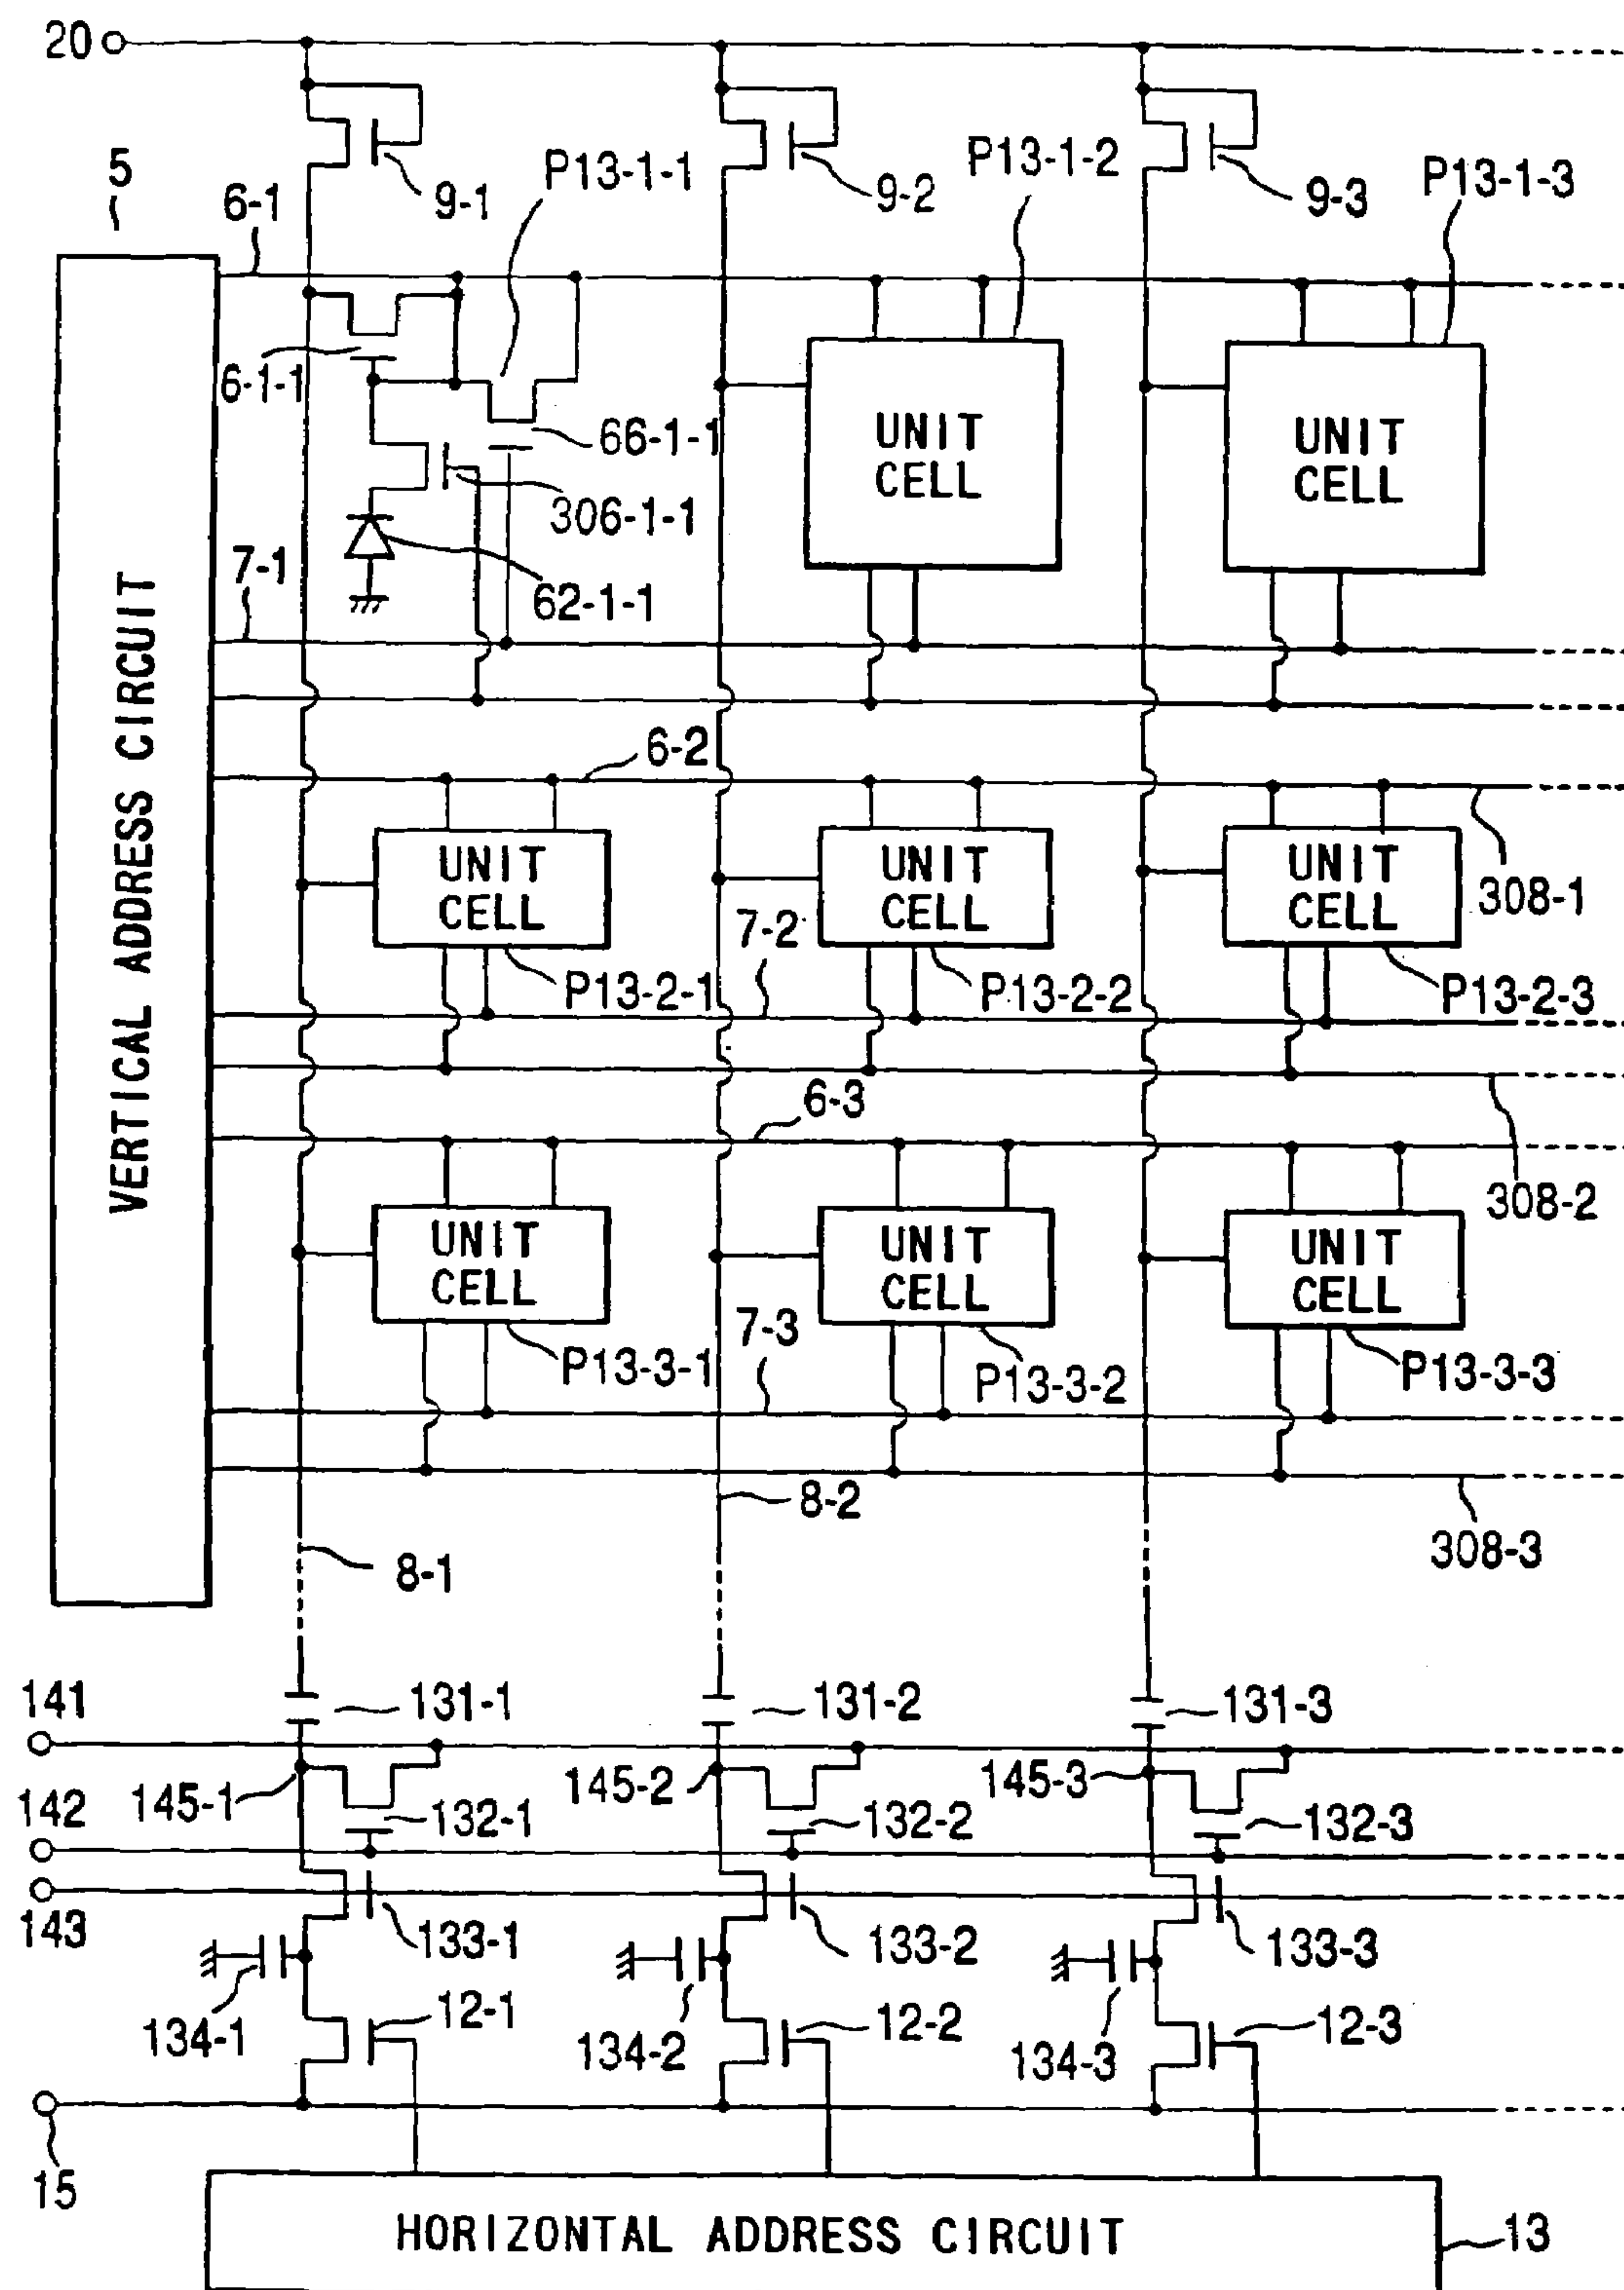 20
5
6-1
9-1
P13-1-1
9-2
P13-1-2
9-3
P13-1-3
6-1-1
66-1-1
306-1-1
62-1-1
7-1
UNIT
CELL
UNIT
CELL
VERTICAL ADDRESS CIRCUIT
6-2
UNIT
CELL
UNIT
CELL
UNIT
CELL
308-1
7-2
P13-2-1
P13-2-2
P13-2-3
6-3
308-2
UNIT
CELL
UNIT
CELL
UNIT
CELL
7-3
P13-3-1
P13-3-2
P13-3-3
8-2
308-3
8-1
141
131-1
131-2
131-3
145-1
145-2
145-3
142
132-1
132-2
132-3
143
133-1
133-2
133-3
134-1
12-1
134-2
12-2
134-3
12-3
15
HORIZONTAL ADDRESS CIRCUIT
13